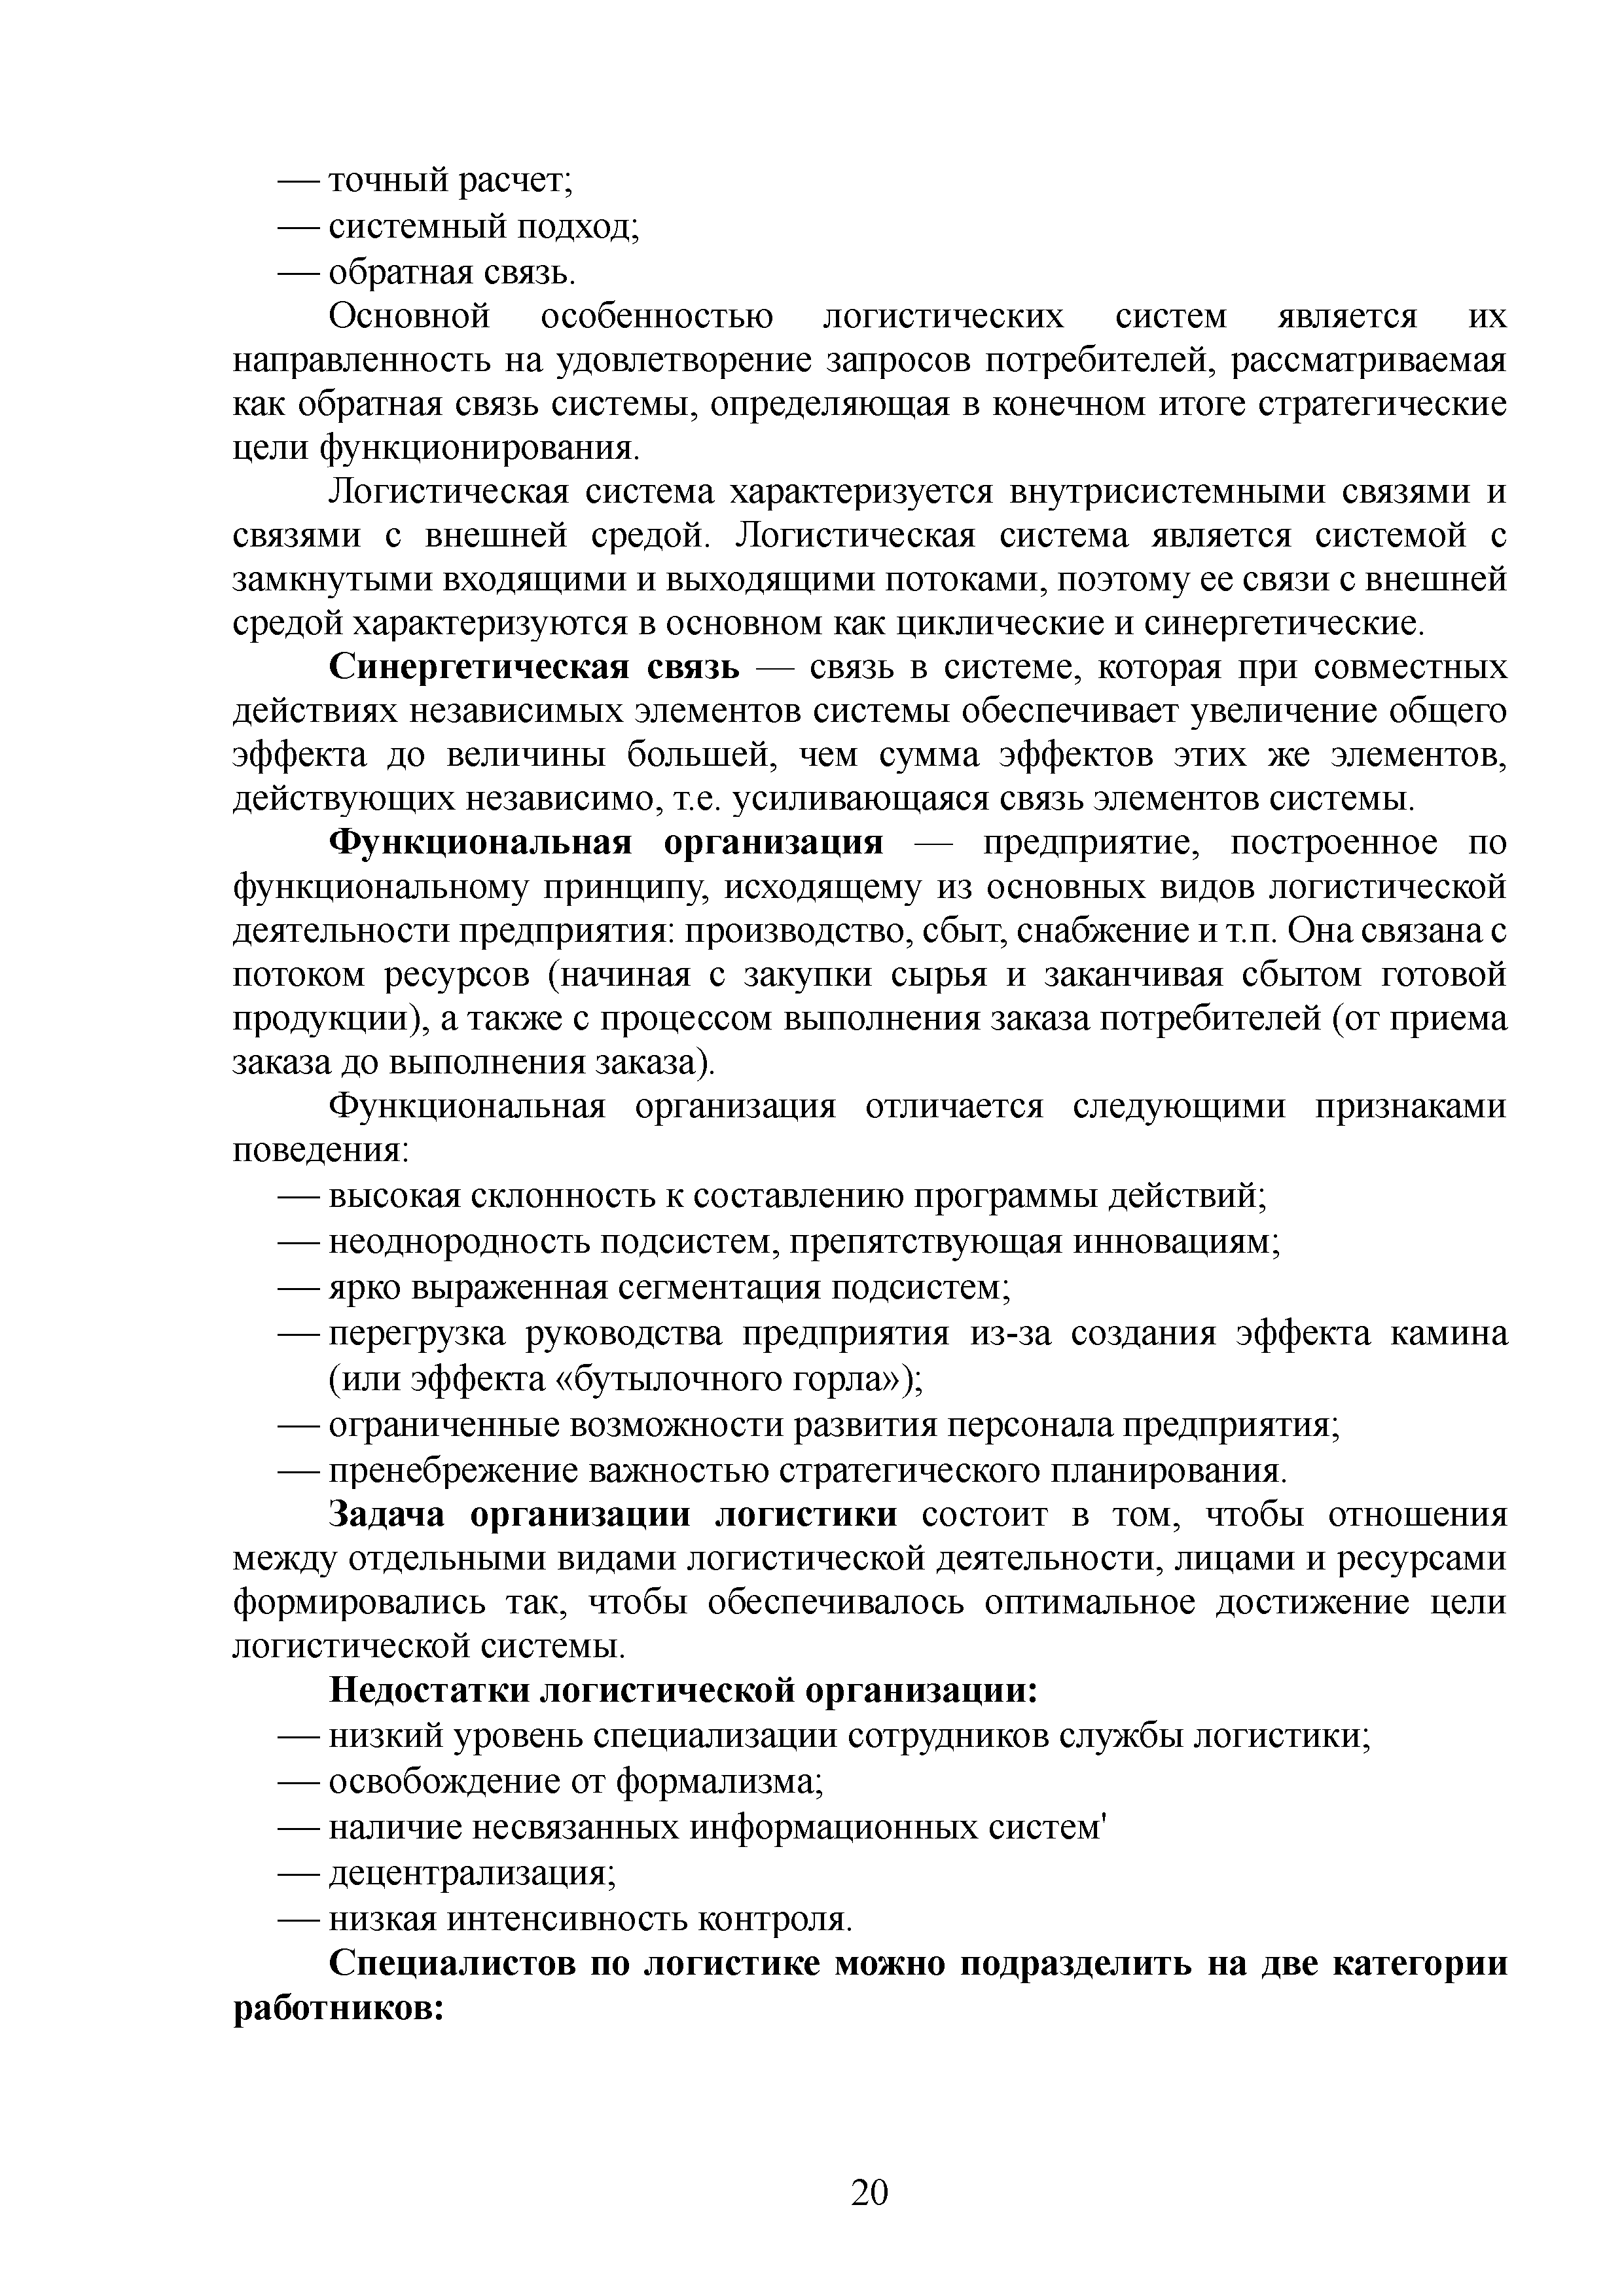 — точный расчет;
— системный подход;
— обратная связь.
Основной особенностью логистических систем является их
направленность на удовлетворение запросов потребителей, рассматриваемая
как обратная связь системы, определяющая в конечном итоге стратегические
цели функционирования.
Логистическая система характеризуется внутрисистемными связями и
связями с внешней средой. Логистическая система является системой с
замкнутыми входящими и выходящими потоками, поэтому ее связи с внешней
средой характеризуются в основном как циклические и синергетические.
Синергетическая связь — связь в системе, которая при совместных
действиях независимых элементов системы обеспечивает увеличение общего
эффекта до величины большей, чем сумма эффектов этих же элементов,
действующих независимо, т.е. усиливающаяся связь элементов системы.
Функциональная организация — предприятие, построенное по
функциональному принципу, исходящему из основных видов логистической
деятельности предприятия: производство, сбыт, снабжение и т.п. Она связана с
потоком ресурсов (начиная с закупки сырья и заканчивая сбытом готовой
продукции), а также с процессом выполнения заказа потребителей (от приема
заказа до выполнения заказа).
Функциональная организация отличается следующими признаками
поведения:
— высокая склонность к составлению программы действий;
— неоднородность подсистем, препятствующая инновациям;
— ярко выраженная сегментация подсистем;
— перегрузка руководства предприятия из-за создания эффекта камина
(или эффекта «бутылочного горла»);
— ограниченные возможности развития персонала предприятия;
— пренебрежение важностью стратегического планирования.
Задача организации логистики состоит в том, чтобы отношения
между отдельными видами логистической деятельности, лицами и ресурсами
формировались так, чтобы обеспечивалось оптимальное достижение цели
логистической системы.
Недостатки логистической организации:
— низкий уровень специализации сотрудников службы логистики;
— освобождение от формализма;
— наличие несвязанных информационных систем'
— децентрализация;
— низкая интенсивность контроля.
Специалистов по логистике можно подразделить на две категории
работников:
20